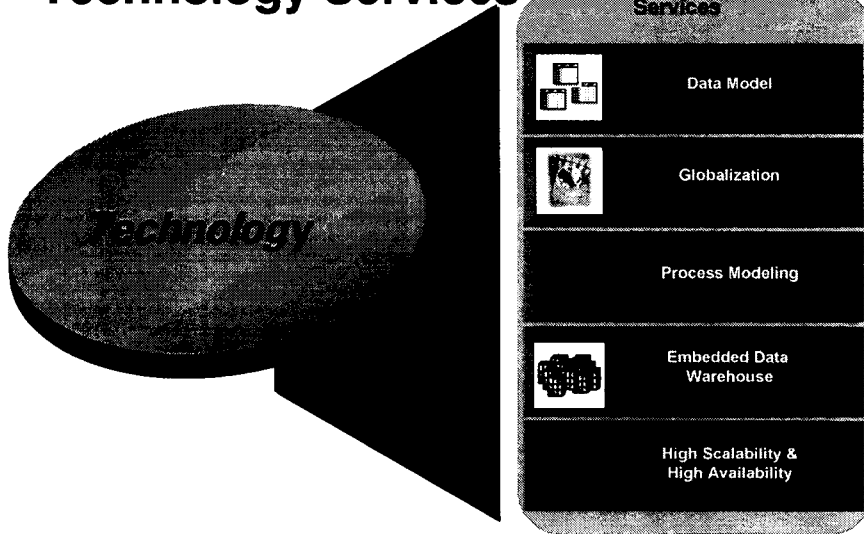 Technology Services
Services
Data Model
Globalization
Technology
Process Modeling
Embedded Data
Warehouse
High Scalability &
High Availability